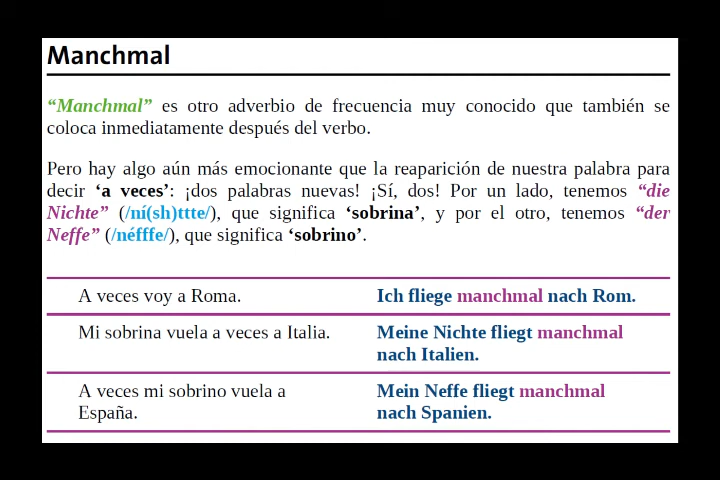 Manchmal
“Manchmal” es otro adverbio de frecuencia muy conocido que también se
coloca inmediatamente después del verbo.
Pero hay algo aún más emocionante que la reaparición de nuestra palabra para
decir ‘a veces’: ¡dos palabras nuevas! ¡Sí, dos! Por un lado, tenemos “die
Nichte” (/ní(sh)ttte/), que significa ‘sobrina’, y por el otro, tenemos “der
Neffe” (/néfffe/), que significa ‘sobrino’.
A veces voy a Roma.
Ich fliege manchmal nach Rom.
Mi sobrina vuela a veces a Italia.
Meine Nichte fliegt manchmal
nach Italien.
A veces mi sobrino vuela a
España.
Mein Neffe fliegt manchmal
nach Spanien.